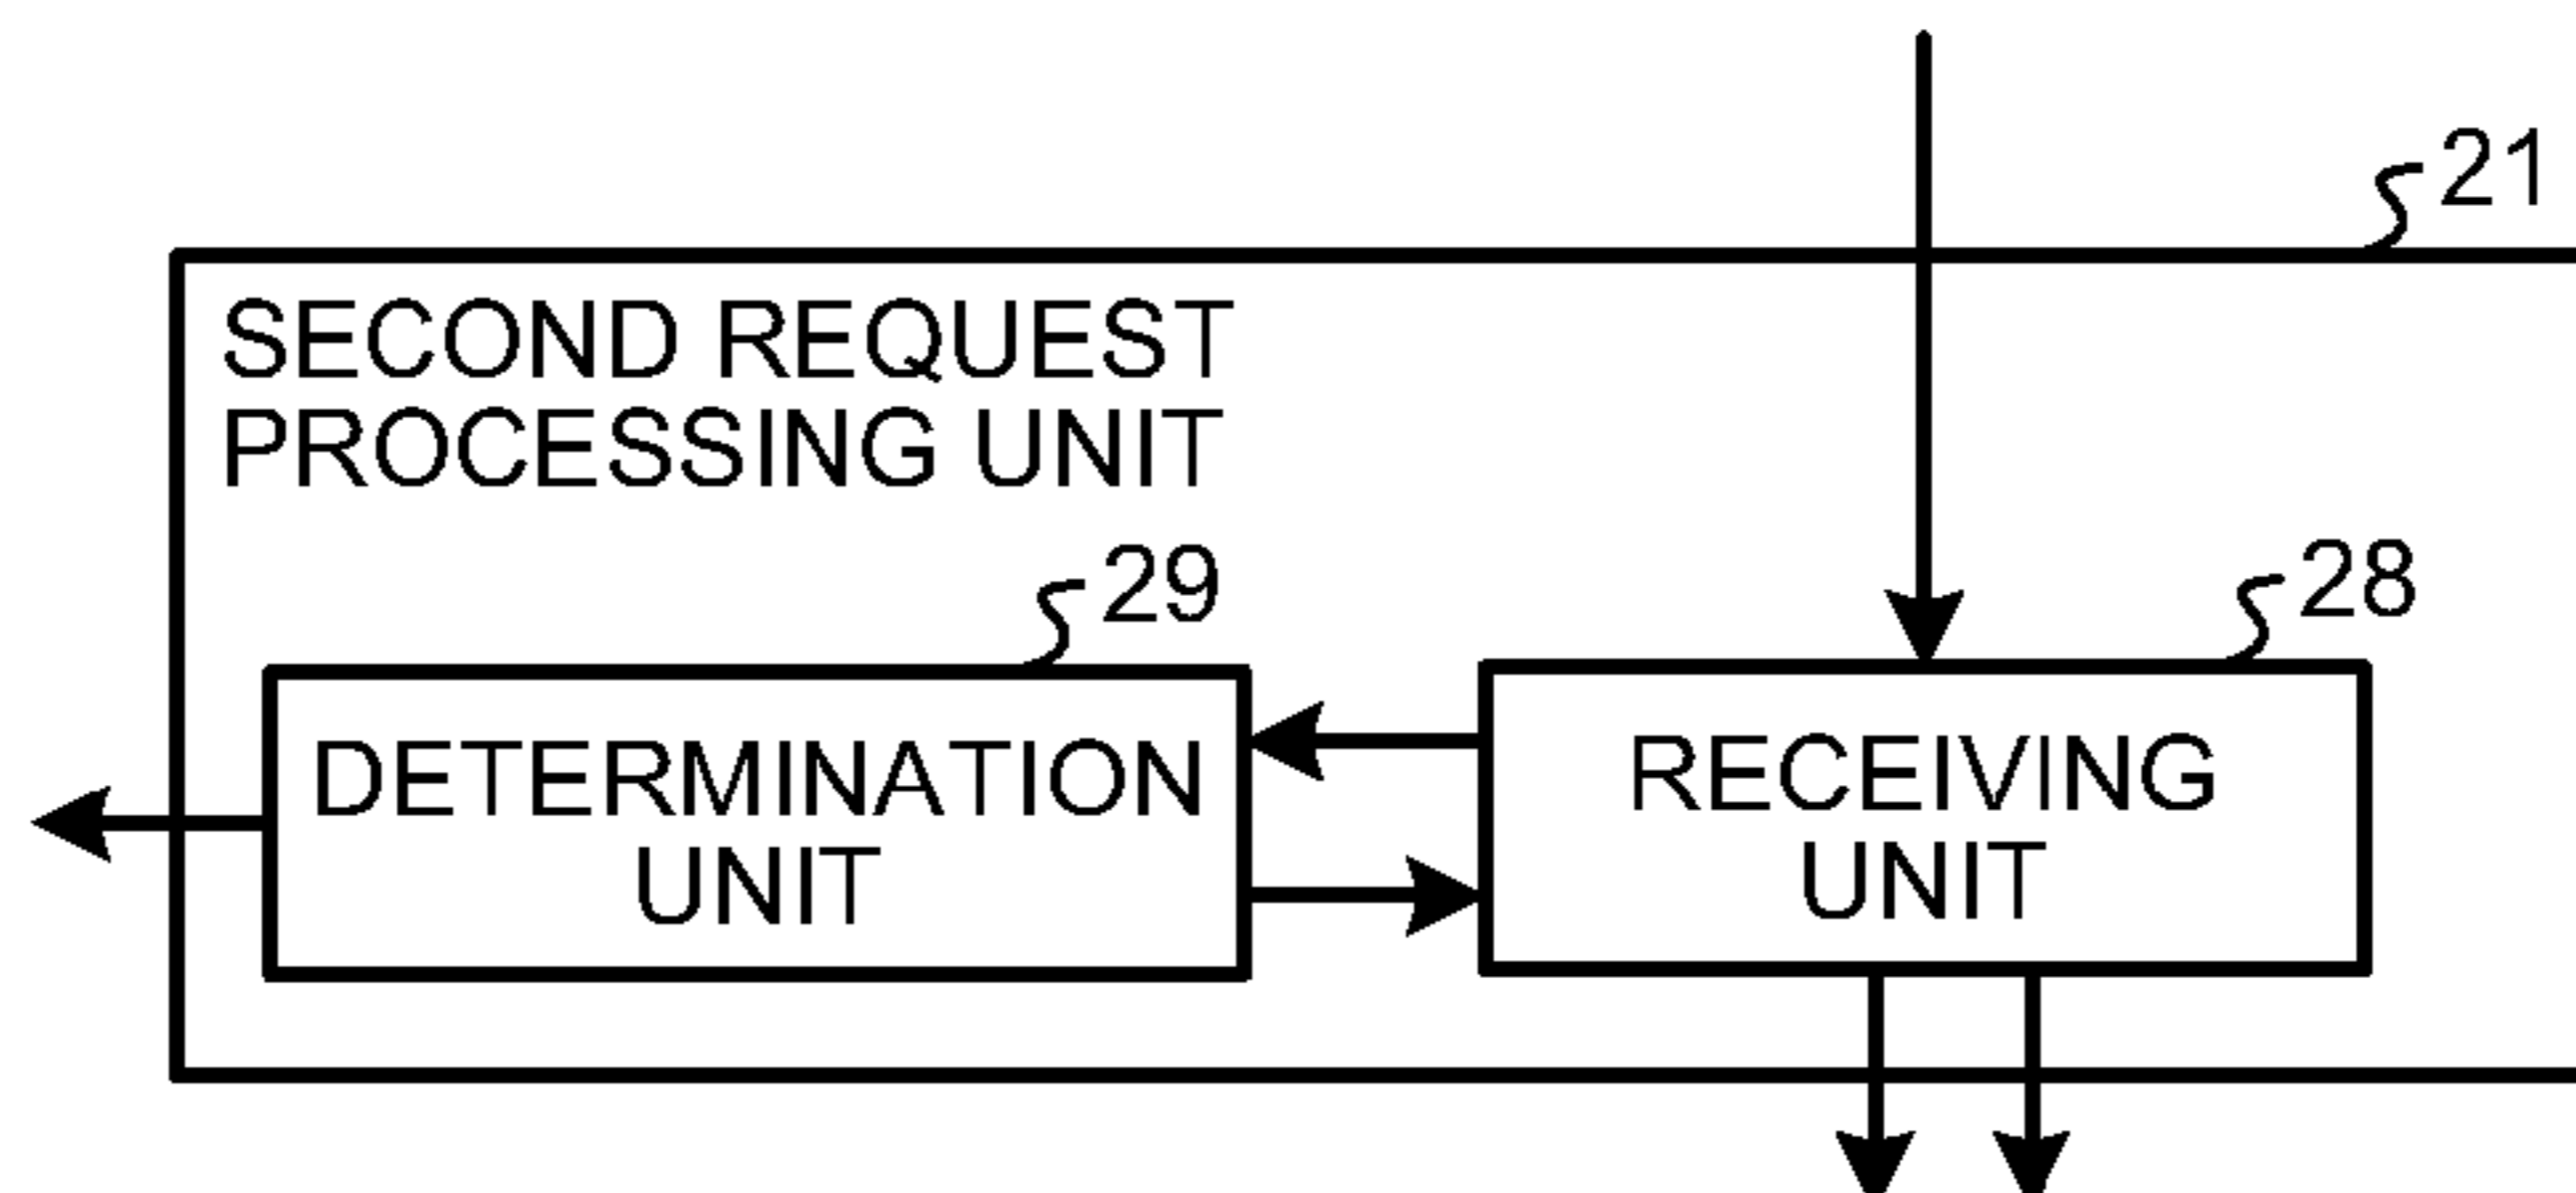 21
SECOND REQUEST
PROCESSING UNIT
29
28
DETERMINATION
UNIT
RECEIVING
UNIT